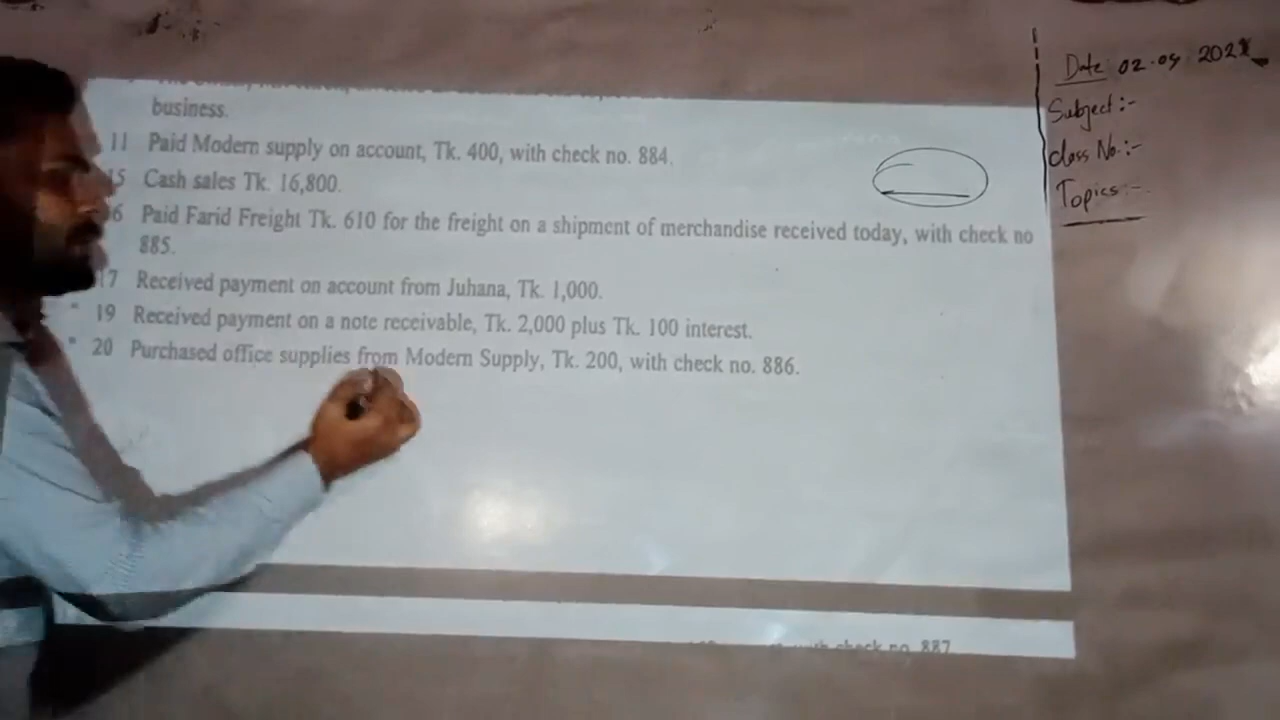 business.
11 Paid Modern supply on account, Tk. 400, with check no. 884.
15 Cash sales Tk. 16,800.
6 Paid Farid Freight Tk. 610 for the freight on a shipment of merchandise received today, with check no
885.
17 Received payment on account from Juhana, Tk. 1,000.
19 Received payment on a note receivable, Tk. 2,000 plus Tk. 100 interest.
20 Purchased office supplies from Modern Supply, Tk. 200, with check no. 886.
check no. 887
Date 02.09 2021
Subject:-
Class No.:-
Topics:-